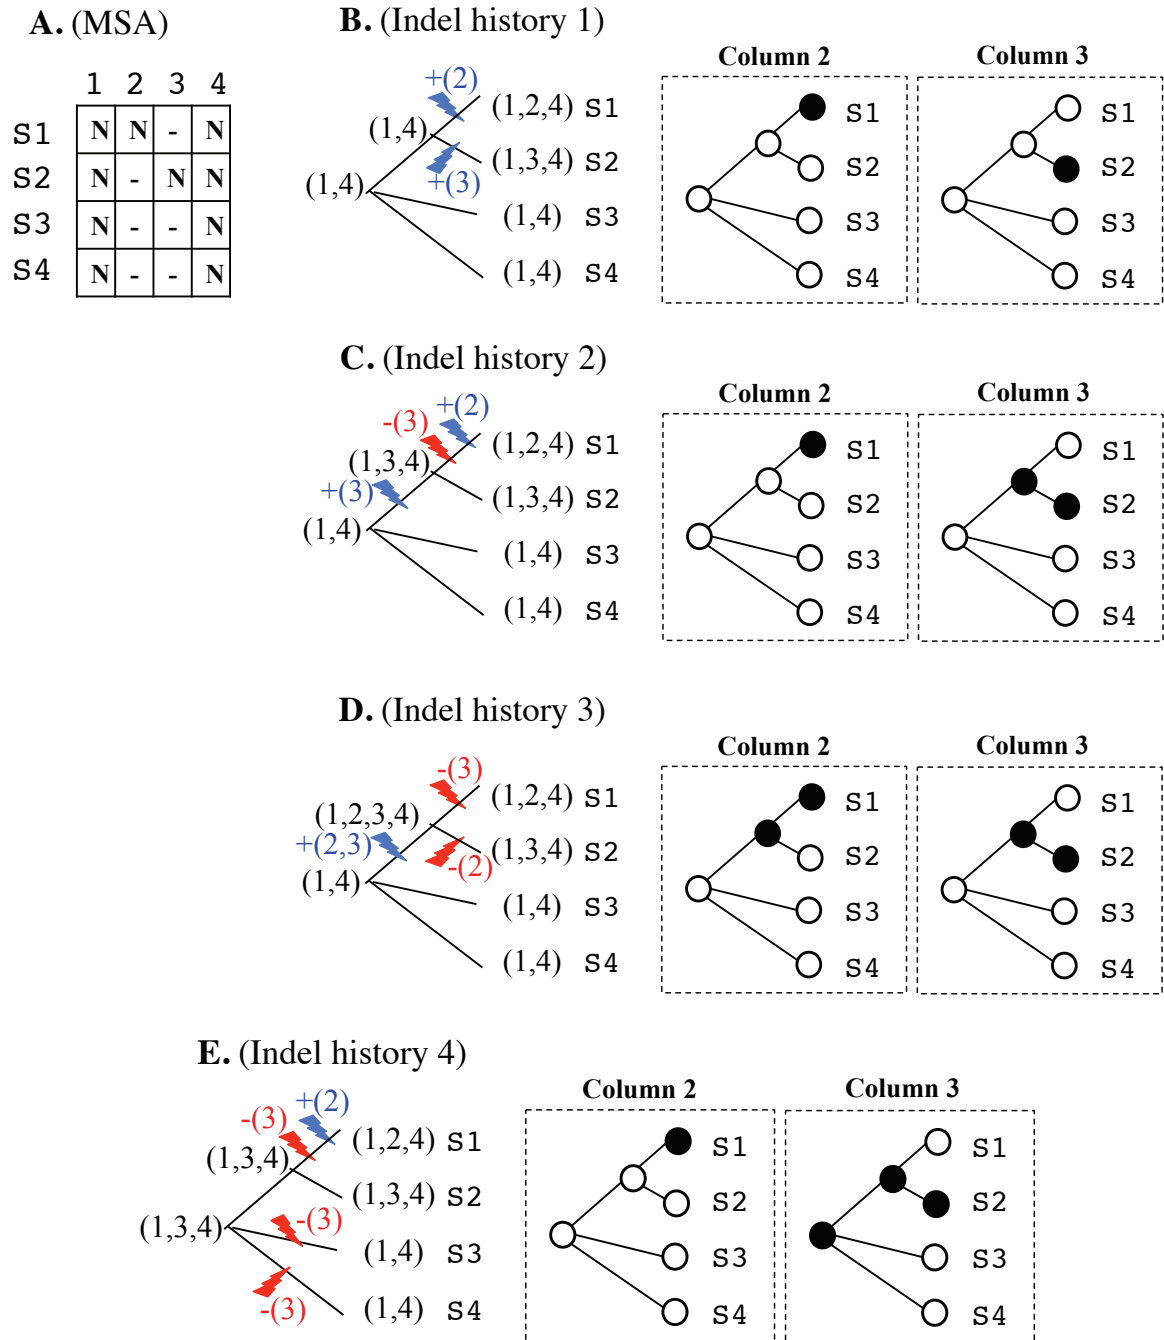 A. (MSA)
1 2 3 4
S1 N N - N
S2 N - N N
S3 N - - N
S4 N - - N
B. (Indel history 1)
Column 2
Column 3
+(2)
(1,2,4) S1
(1,4)
(1,3,4) S2
+(3)
(1,4)
(1,4) S3
(1,4) S4
S1
S2
S3
S4
S1
S2
S3
S4
C. (Indel history 2)
Column 2
Column 3
+(2)
-(3)
(1,2,4) S1
(1,3,4)
+(3)
(1,3,4) S2
(1,4)
(1,4) S3
(1,4) S4
S1
S2
S3
S4
S1
S2
S3
S4
D. (Indel history 3)
Column 2
Column 3
-(3)
(1,2,4) S1
(1,2,3,4)
+(2,3)
(1,3,4) S2
-(2)
(1,4)
(1,4) S3
(1,4) S4
S1
S2
S3
S4
S1
S2
S3
S4
E. (Indel history 4)
Column 2
Column 3
+(2)
-(3)
(1,2,4) S1
(1,3,4)
(1,3,4) S2
(1,3,4)
-(3)
(1,4) S3
-(3)
(1,4) S4
S1
S2
S3
S4
S1
S2
S3
S4